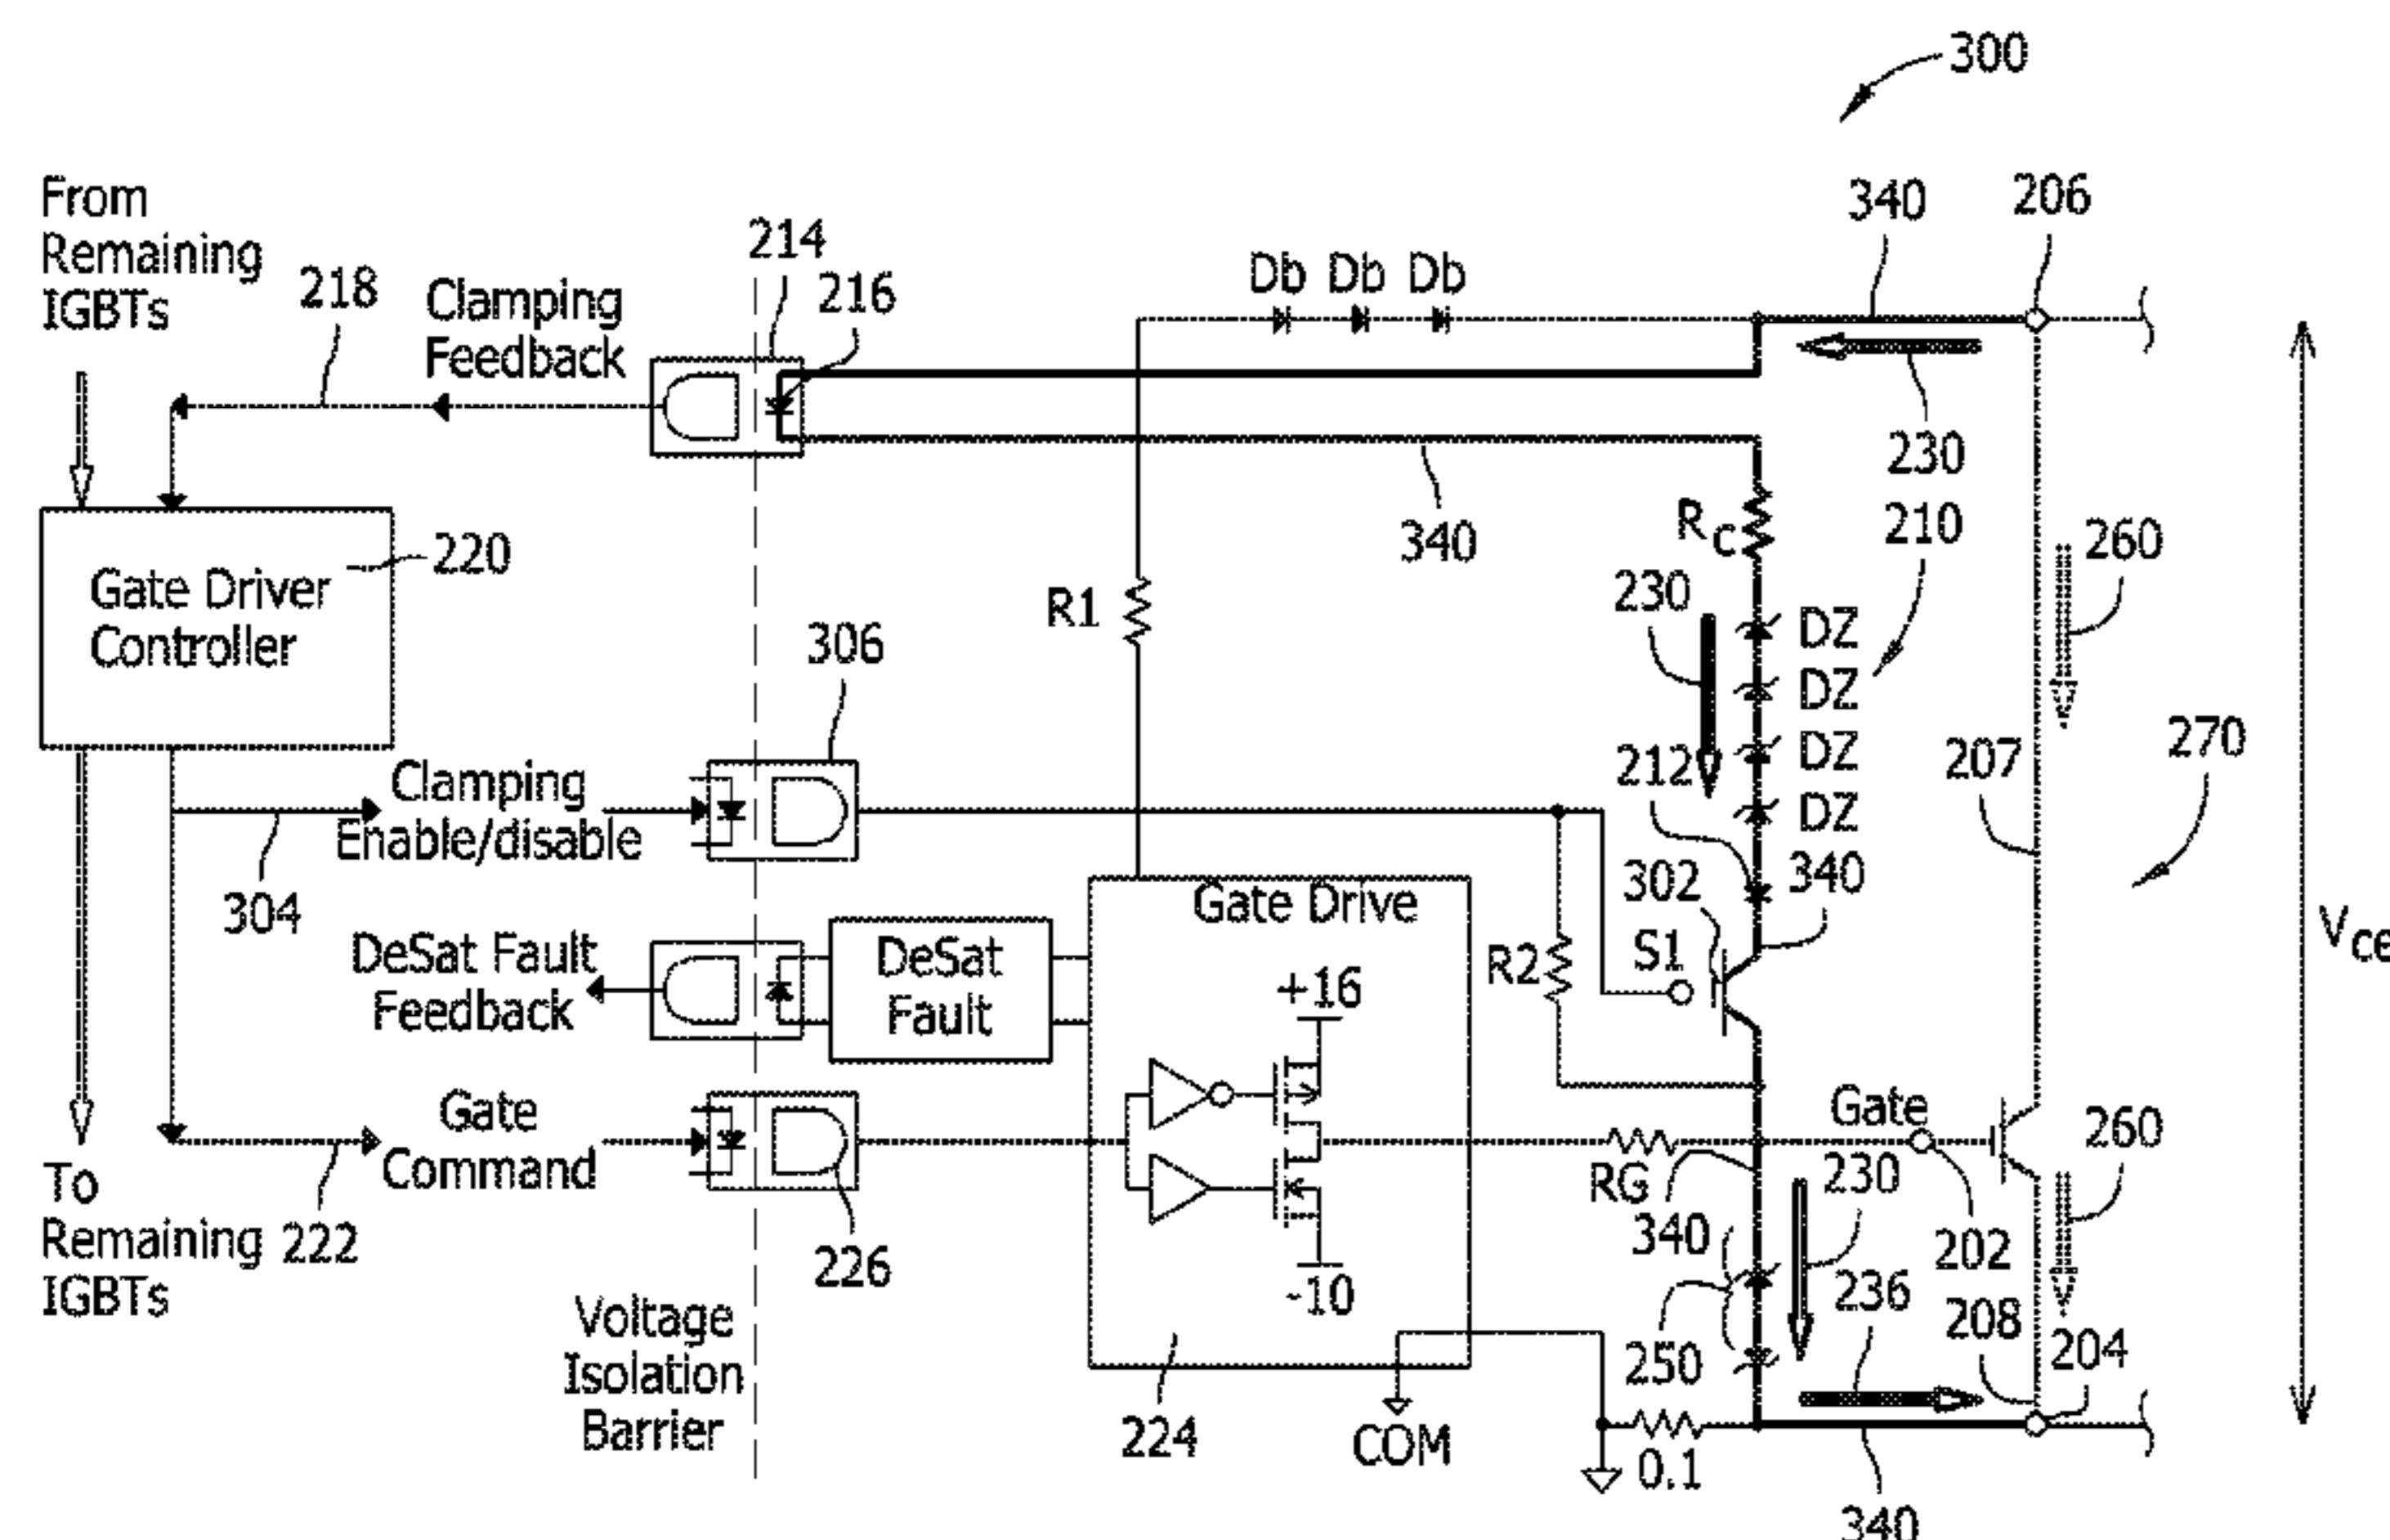 300
340
206
From
Remaining
IGBTs
218
Clamping
Feedback
214
216
Db Db Db
230
Rc
340
210
260
Gate Driver
Controller
220
R1
230
DZ
DZ
DZ
DZ
306
212
207
270
Clamping
Enable/disable
304
302
340
Vce
DeSat Fault
Feedback
DeSat
Fault
Gate Drive
+16
R2
S1
Gate
Command
Gate
260
RG
230
To
Remaining
IGBTs
222
226
340
202
-10
236
208
204
250
Voltage
Isolation
Barrier
224
COM
0.1
340